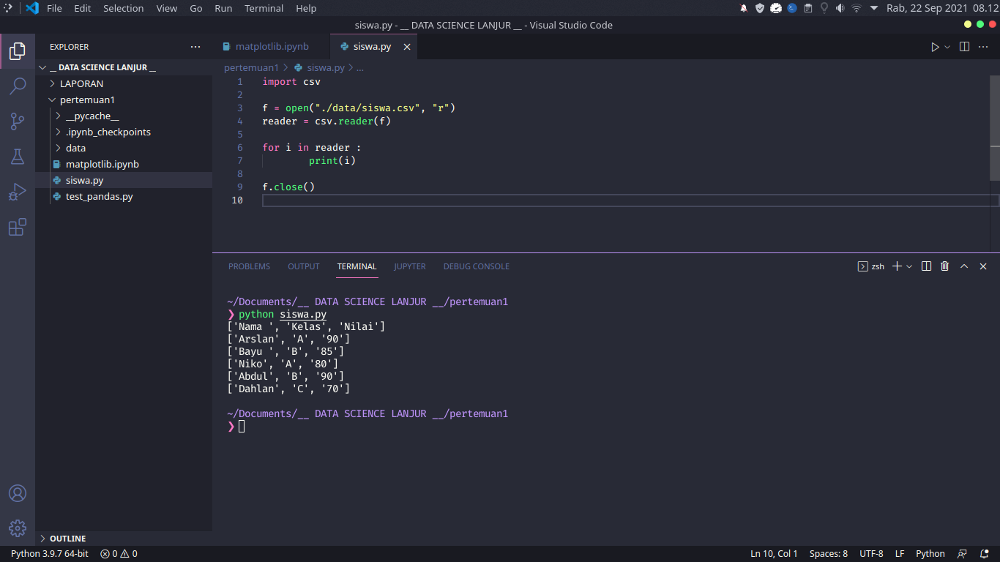 File Edit Selection View Go Run Terminal Help Rab, 22 Sep 2021 08.12
siswa.py - __ DATA SCIENCE LANJUR __ - Visual Studio Code
EXPLORER ...
matplotlib.ipynb
siswa.py
__ DATA SCIENCE LANJUR __
LAPORAN
pertemuan1
__pycache__
.ipynb_checkpoints
data
matplotlib.ipynb
siswa.py
test_pandas.py
OUTLINE
pertemuan1 > siswa.py > ...
1 import csv
2
3 f = open("./data/siswa.csv", "r")
4 reader = csv.reader(f)
5
6 for i in reader :
7 print(i)
8
9 f.close()
10
PROBLEMS OUTPUT TERMINAL JUPYTER DEBUG CONSOLE zsh
~/Documents/__ DATA SCIENCE LANJUR __/pertemuan1
❯ python siswa.py
['Nama ', 'Kelas', 'Nilai']
['Arslan', 'A', '90']
['Bayu ', 'B', '85']
['Niko', 'A', '80']
['Abdul', 'B', '90']
['Dahlan', 'C', '70']
~/Documents/__ DATA SCIENCE LANJUR __/pertemuan1
❯
Python 3.9.7 64-bit 0 0 Ln 10, Col 1 Spaces: 8 UTF-8 LF Python